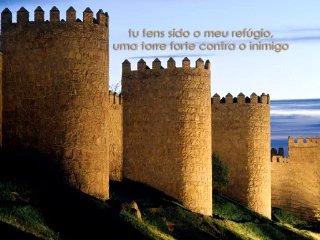 tu tens sido o meu refúgio,
uma torre forte contra o inimigo